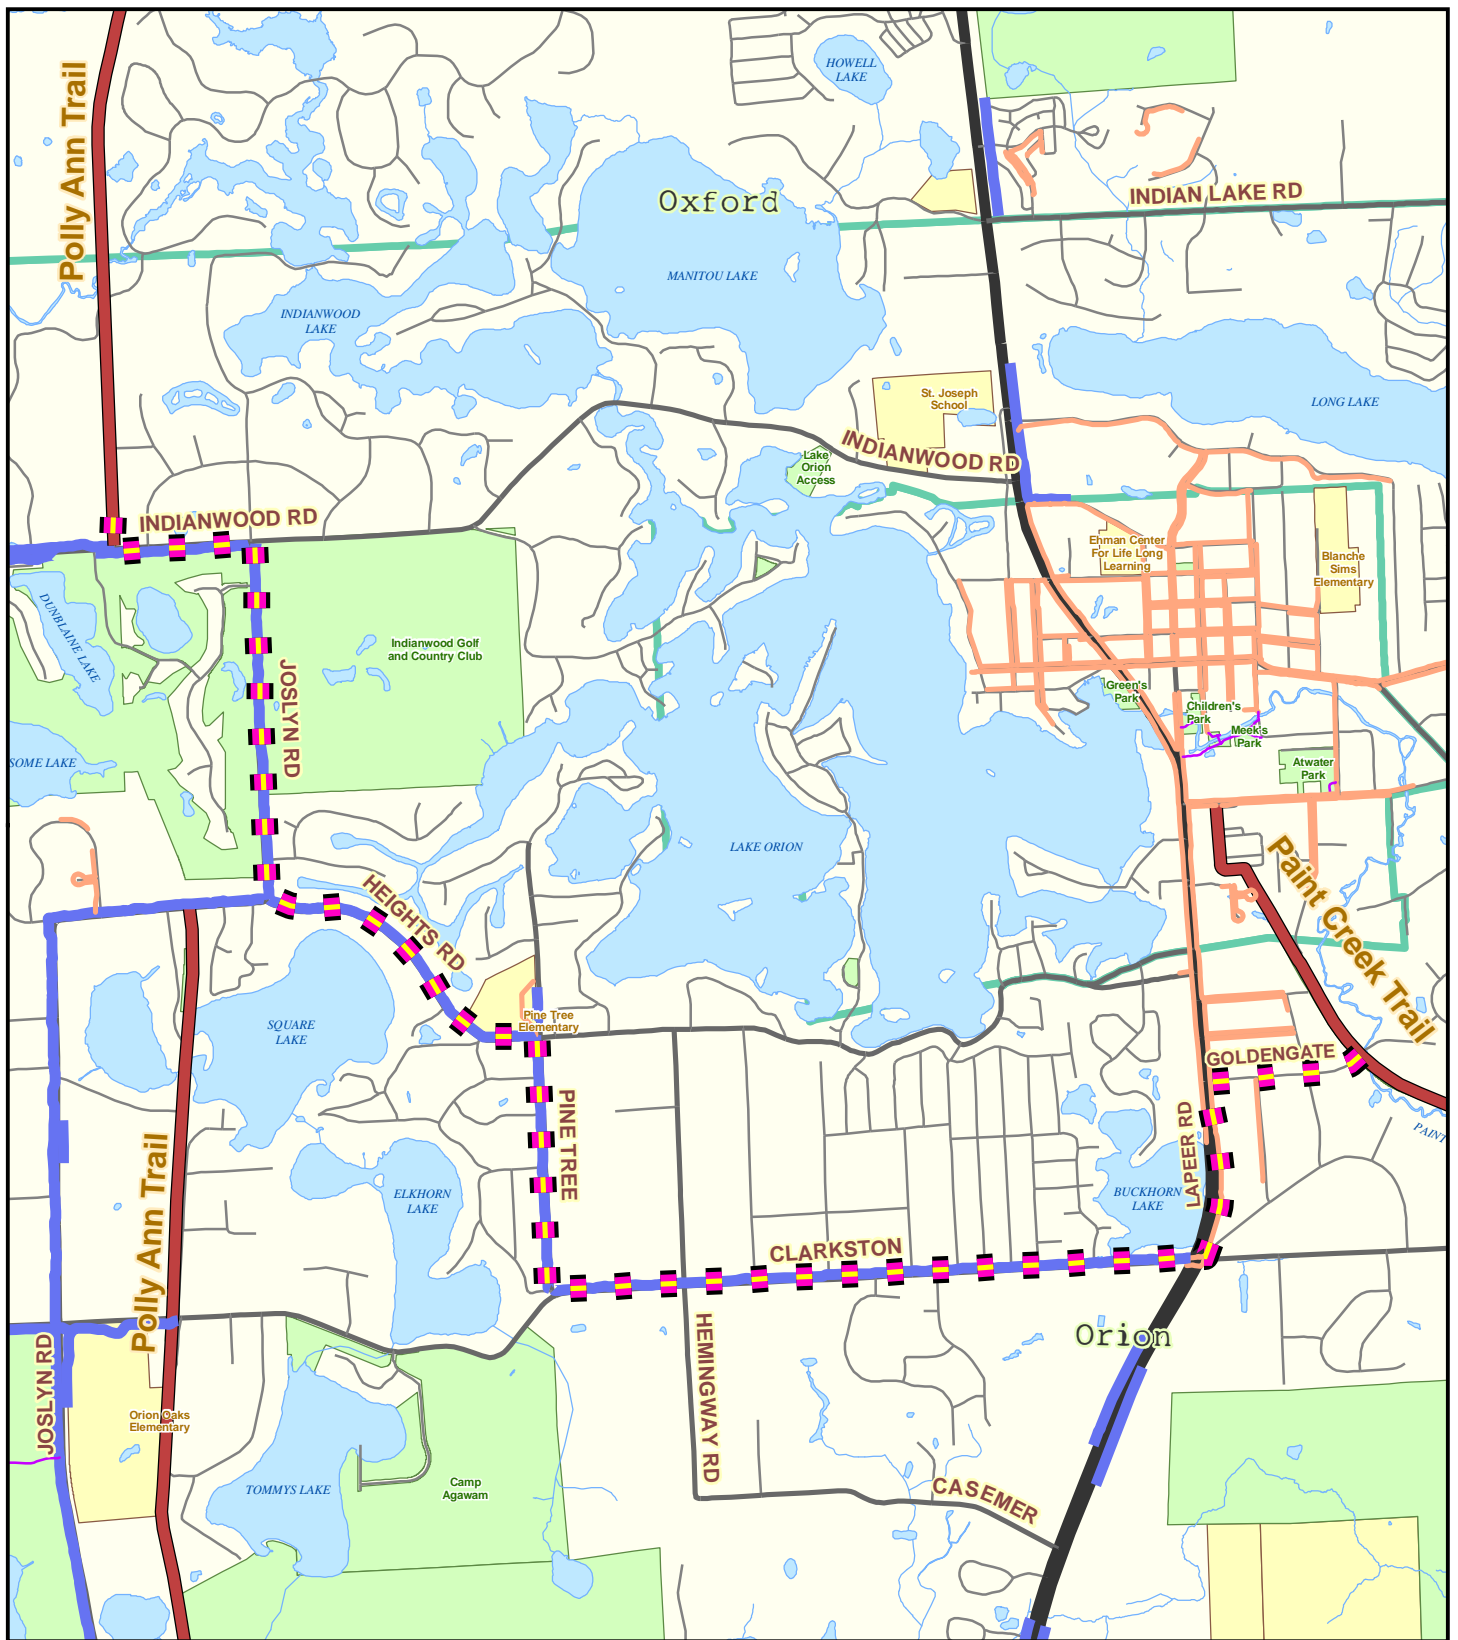 HOWELL
LAKE
Polly Ann Trail
Oxford
INDIAN LAKE RD
MANITOU LAKE
INDIANWOOD
LAKE
St. Joseph
School
LONG LAKE
INDIANWOOD RD
Lake
Orion
Access
INDIANWOOD RD
Ehman Center
For Life Long
Learning
Blanche
Sims
Elementary
DUNBLAINE LAKE
Indianwood Golf
and Country Club
JOSLYN RD
Green's
Park
Children's
Park
Meek's
Park
SOME LAKE
Atwater
Park
LAKE ORION
Paint Creek Trail
HEIGHTS RD
SQUARE
LAKE
Pine Tree
Elementary
GOLDENGATE
PINE TREE
LAPEER RD
PAINT
Polly Ann Trail
ELKHORN
LAKE
BUCKHORN
LAKE
CLARKSTON
Orion
JOSLYN RD
HEMINGWAY RD
Orion Oaks
Elementary
TOMMYS LAKE
Camp
Agawam
CASEMER